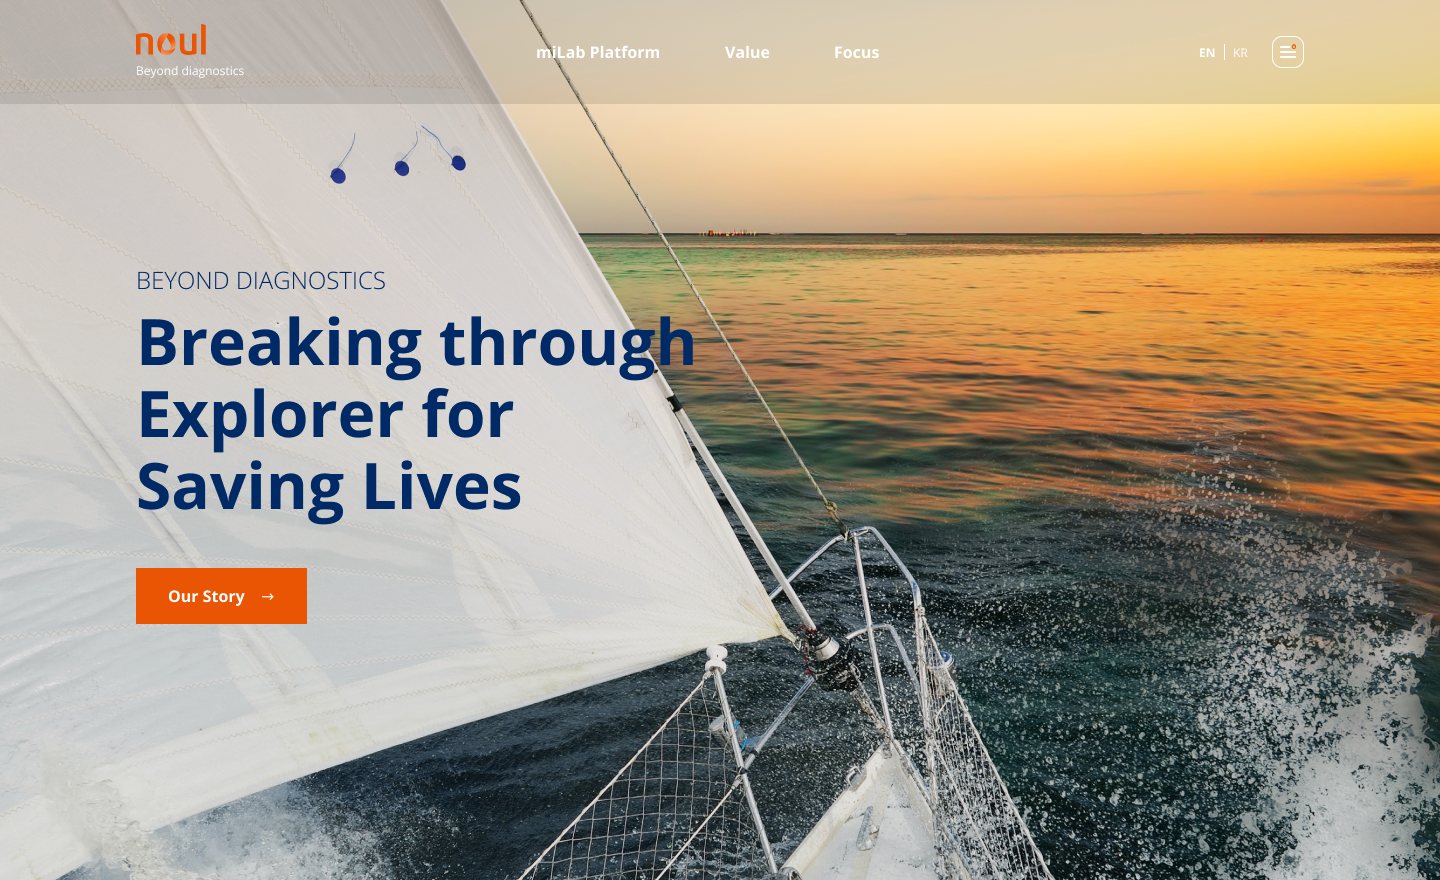 noul
Beyond diagnostics
miLab Platform
Value
Focus
EN
KR
BEYOND DIAGNOSTICS
Breaking through
Explorer for
Saving Lives
Our Story →